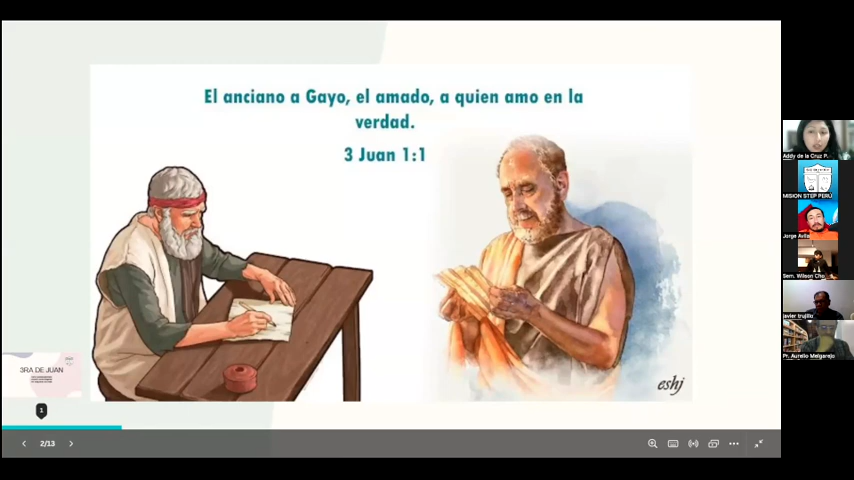 El anciano a Gayo, el amado, a quien amo en la
verdad.
3 Juan 1:1
eshj
3RA DE JUAN
1
2/13
Addy de la Cruz P.
MISION STEP PERÚ
Jorge Avila
Sem. Wilson Cho
javier trujillo
Pr. Aurelio Melgarejo